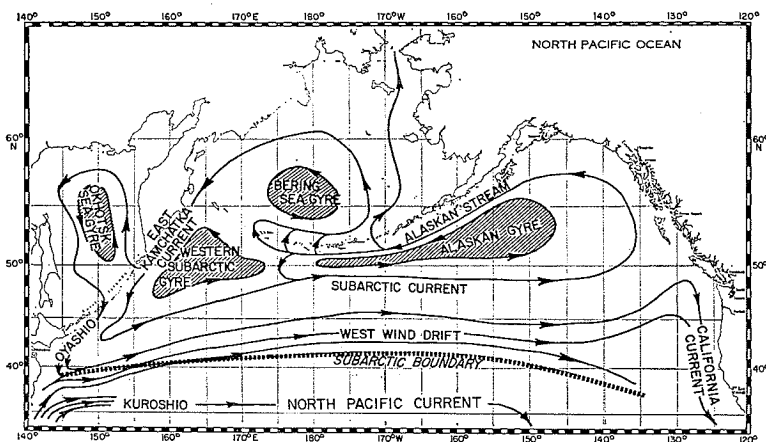 140° 150° 160°E 170°E 180° 170°W 160° 150° 140° 130° 120°
NORTH PACIFIC OCEAN
60°
N
60°
N
OKHOTSK
SEA GYRE
EAST
KAMCHATKA
CURRENT
BERING
SEA GYRE
ALASKAN STREAM
WESTERN
SUBARCTIC
GYRE
ALASKAN GYRE
50°
50°
SUBARCTIC CURRENT
OYASHIO
WEST WIND DRIFT
SUBARCTIC BOUNDARY
CALIFORNIA
CURRENT
40°
40°
KUROSHIO
NORTH PACIFIC CURRENT
140° 150° 160° 170°E 180° 170°W 160° 150° 140° 130° 120°